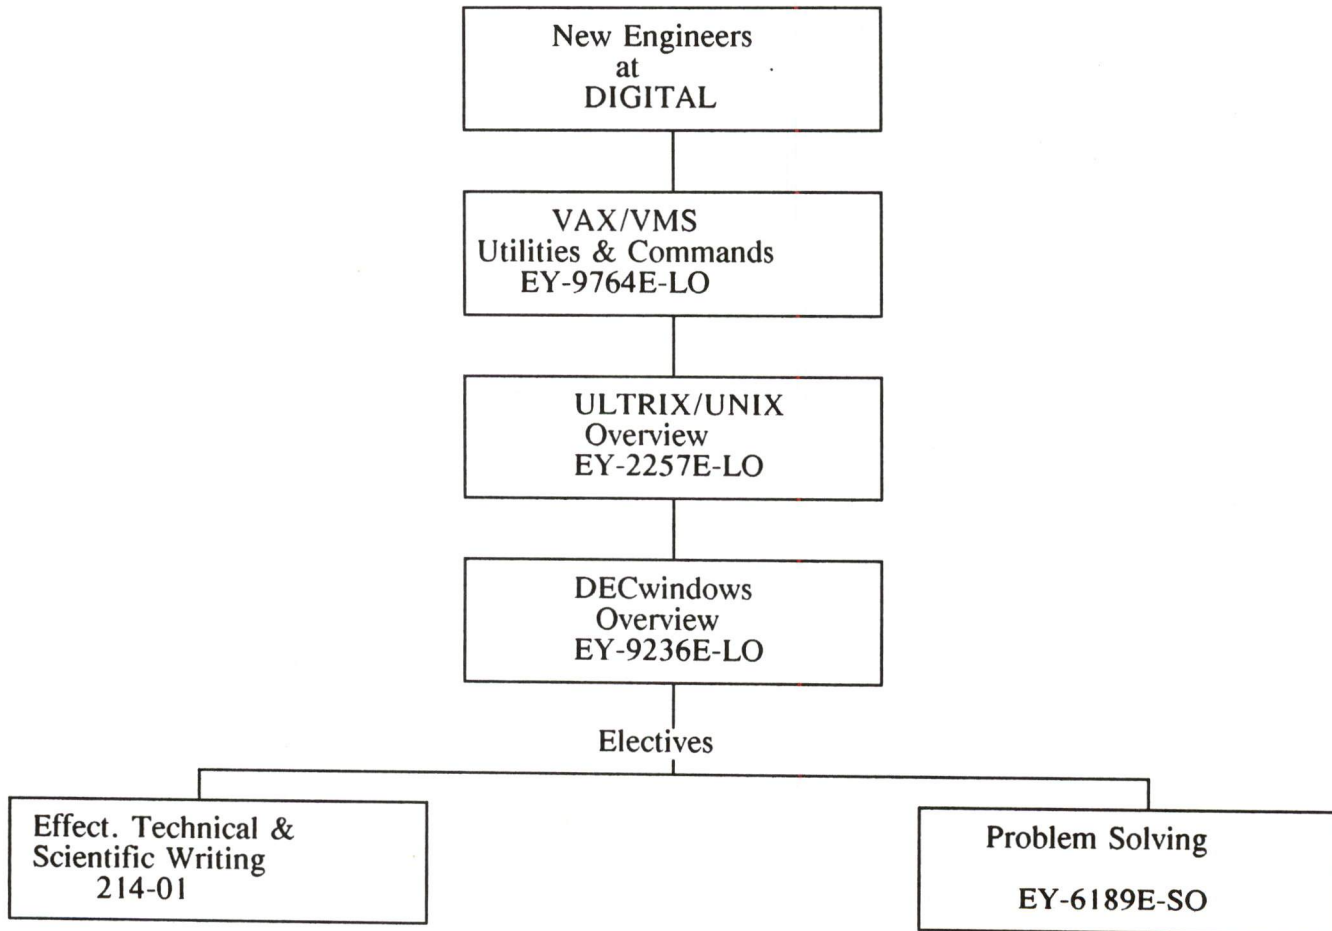 New Engineers
at
DIGITAL
VAX/VMS
Utilities & Commands
EY-9764E-LO
ULTRIX/UNIX
Overview
EY-2257E-LO
DECwindows
Overview
EY-9236E-LO
Electives
Effect. Technical &
Scientific Writing
214-01
Problem Solving
EY-6189E-SO